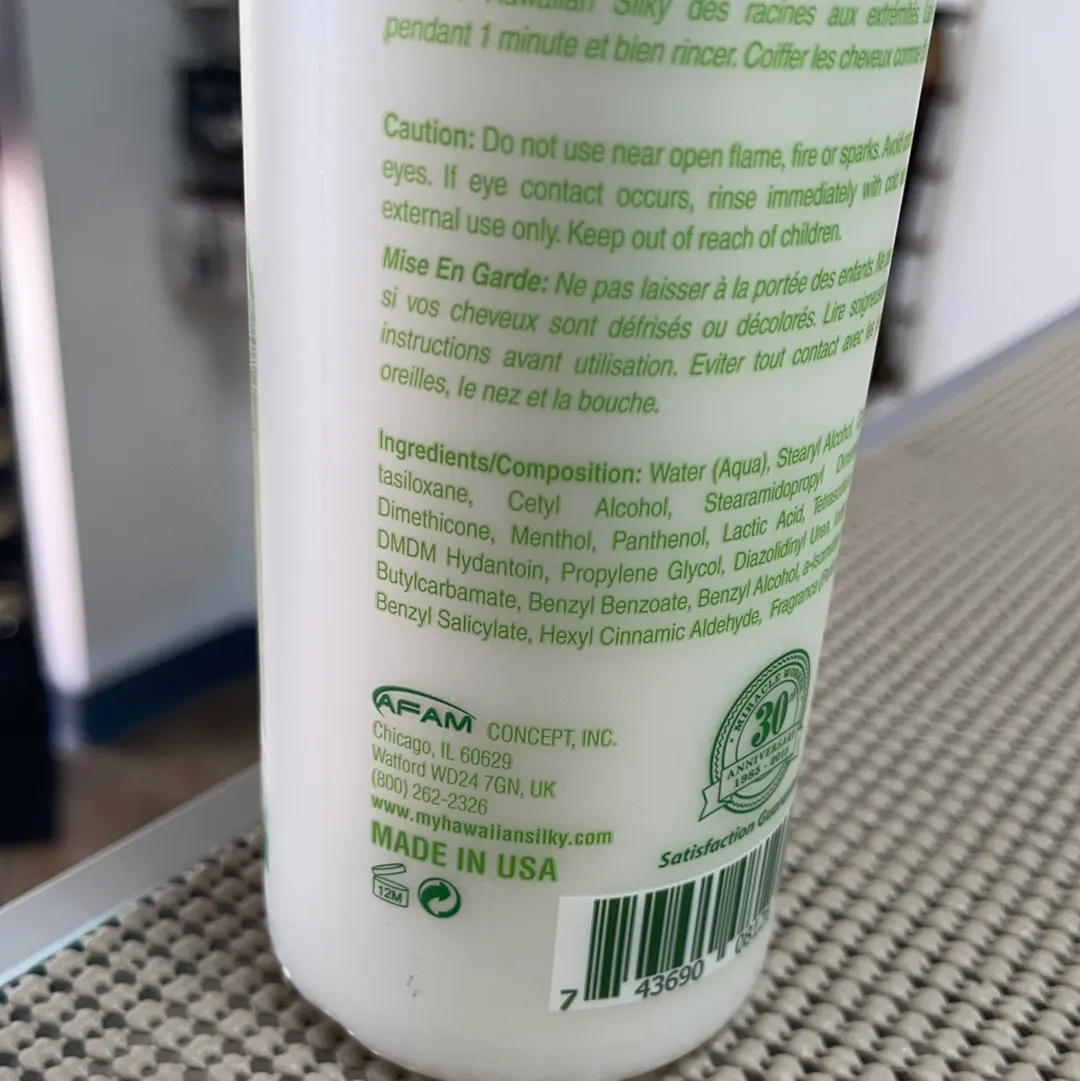 Hawaiian Silky des racines aux extrémités
pendant 1 minute et bien rincer. Coiffer les cheveux
Caution: Do not use near open flame, fire or sparks. Avoid
eyes. If eye contact occurs, rinse immediately with
external use only. Keep out of reach of children.
Mise En Garde: Ne pas laisser à la portée des enfants.
si vos cheveux sont défrisés ou décolorés. Lire
instructions avant utilisation. Eviter tout contact avec
oreilles, le nez et la bouche.
Ingredients/Composition: Water (Aqua), Stearyl Alcohol,
tasiloxane, Cetyl Alcohol, Stearamidopropyl
Dimethicone, Menthol, Panthenol, Lactic Acid,
DMDM Hydantoin, Propylene Glycol, Diazolidinyl Urea,
Butylcarbamate, Benzyl Benzoate, Benzyl Alcohol,
Benzyl Salicylate, Hexyl Cinnamic Aldehyde, Fragrance
AFAM CONCEPT, INC.
Chicago, IL 60629
Watford WD24 7GN, UK
(800) 262-2326
www.myhawaiiansilky.com
MADE IN USA
12M
MIRACLE
30
ANNIVERSARY
1985 - 2015
Satisfaction
7 43690